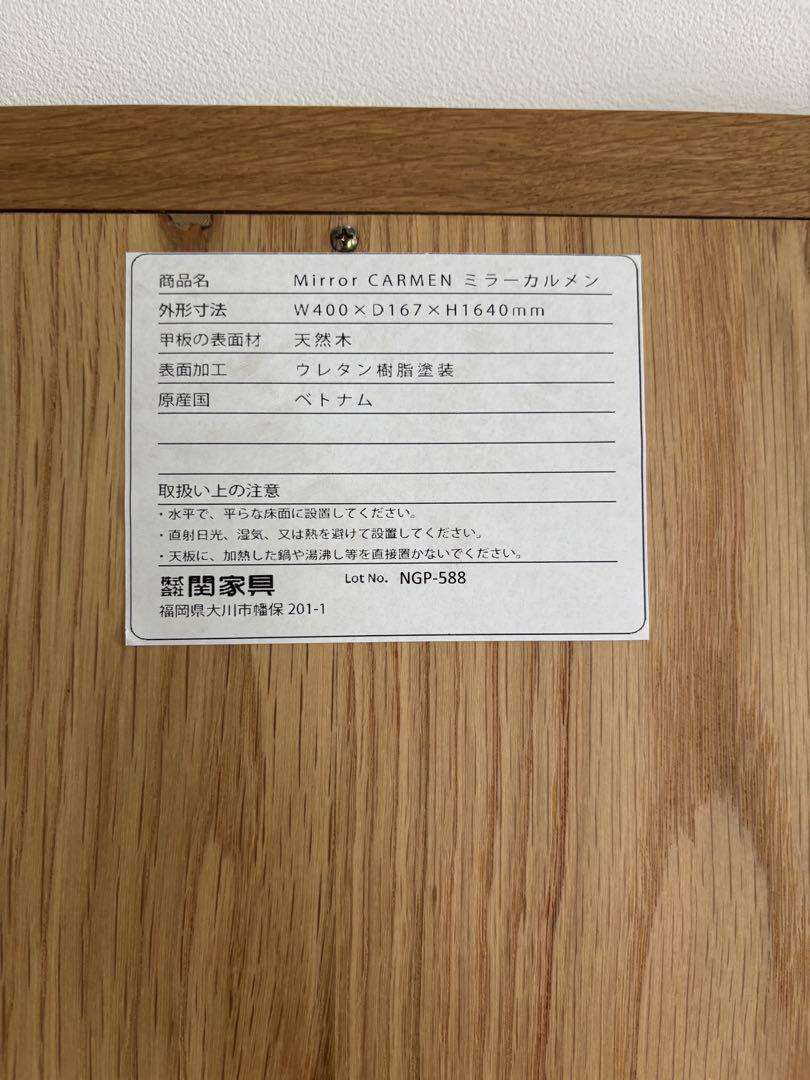 商品名 Mirror CARMEN ミラーカルメン
外形寸法 W400×D167×H1640mm
甲板の表面材 天然木
表面加工 ウレタン樹脂塗装
原産国 ベトナム
取扱い上の注意
・水平で、平らな床面に設置してください。
・直射日光、湿気、又は熱を避けて設置してください。
・天板に、加熱した鍋や湯沸し等を直接置かないでください。
株式会社 関家具 Lot No. NGP-588
福岡県大川市幡保 201-1